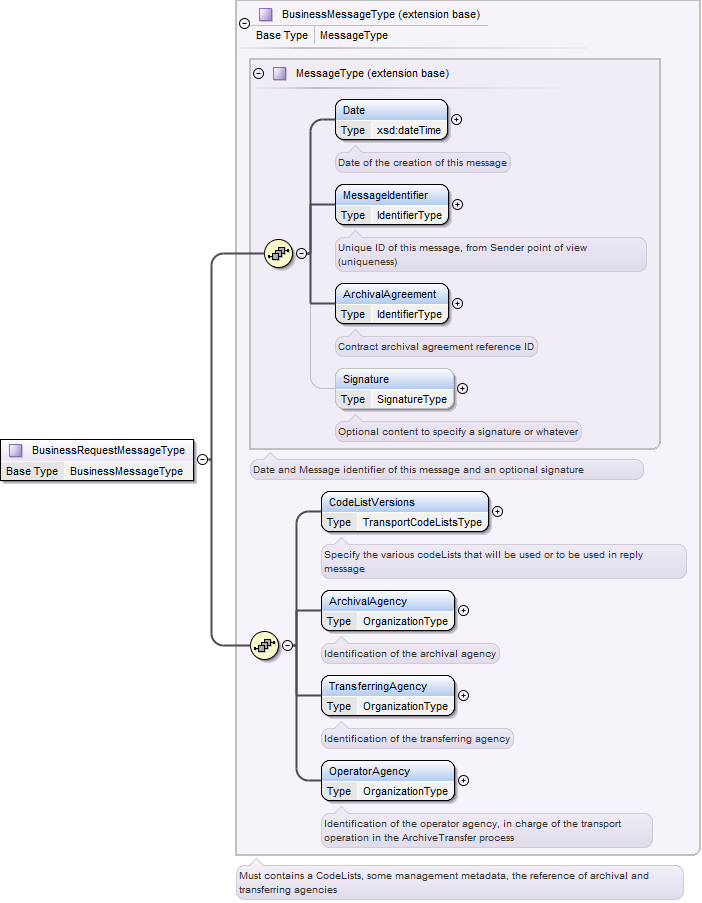 BusinessMessageType (extension base)
Base Type MessageType
MessageType (extension base)
Date
Type xsd:dateTime
Date of the creation of this message
MessageIdentifier
Type IdentifierType
Unique ID of this message, from Sender point of view
(uniqueness)
ArchivalAgreement
Type IdentifierType
Contract archival agreement reference ID
Signature
Type SignatureType
Optional content to specify a signature or whatever
BusinessRequestMessageType
Base Type BusinessMessageType
Date and Message identifier of this message and an optional signature
CodeListVersions
Type TransportCodeListsType
Specify the various codeLists that will be used or to be used in reply
message
ArchivalAgency
Type OrganizationType
Identification of the archival agency
TransferringAgency
Type OrganizationType
Identification of the transferring agency
OperatorAgency
Type OrganizationType
Identification of the operator agency, in charge of the transport
operation in the ArchiveTransfer process
Must contains a CodeLists, some management metadata, the reference of archival and
transferring agencies